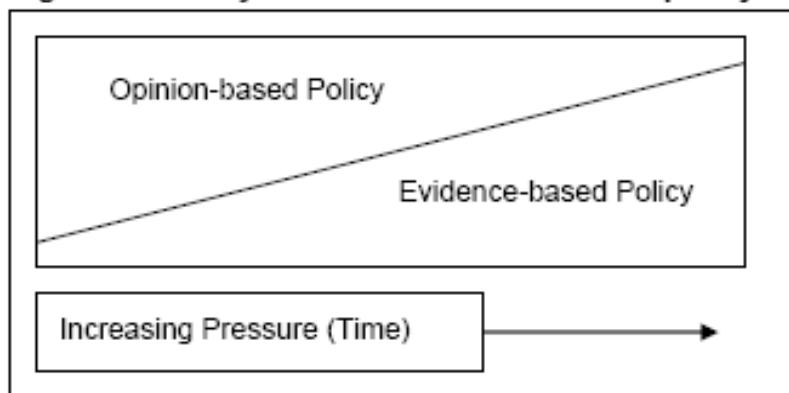 Opinion-based Policy
Evidence-based Policy
Increasing Pressure (Time)